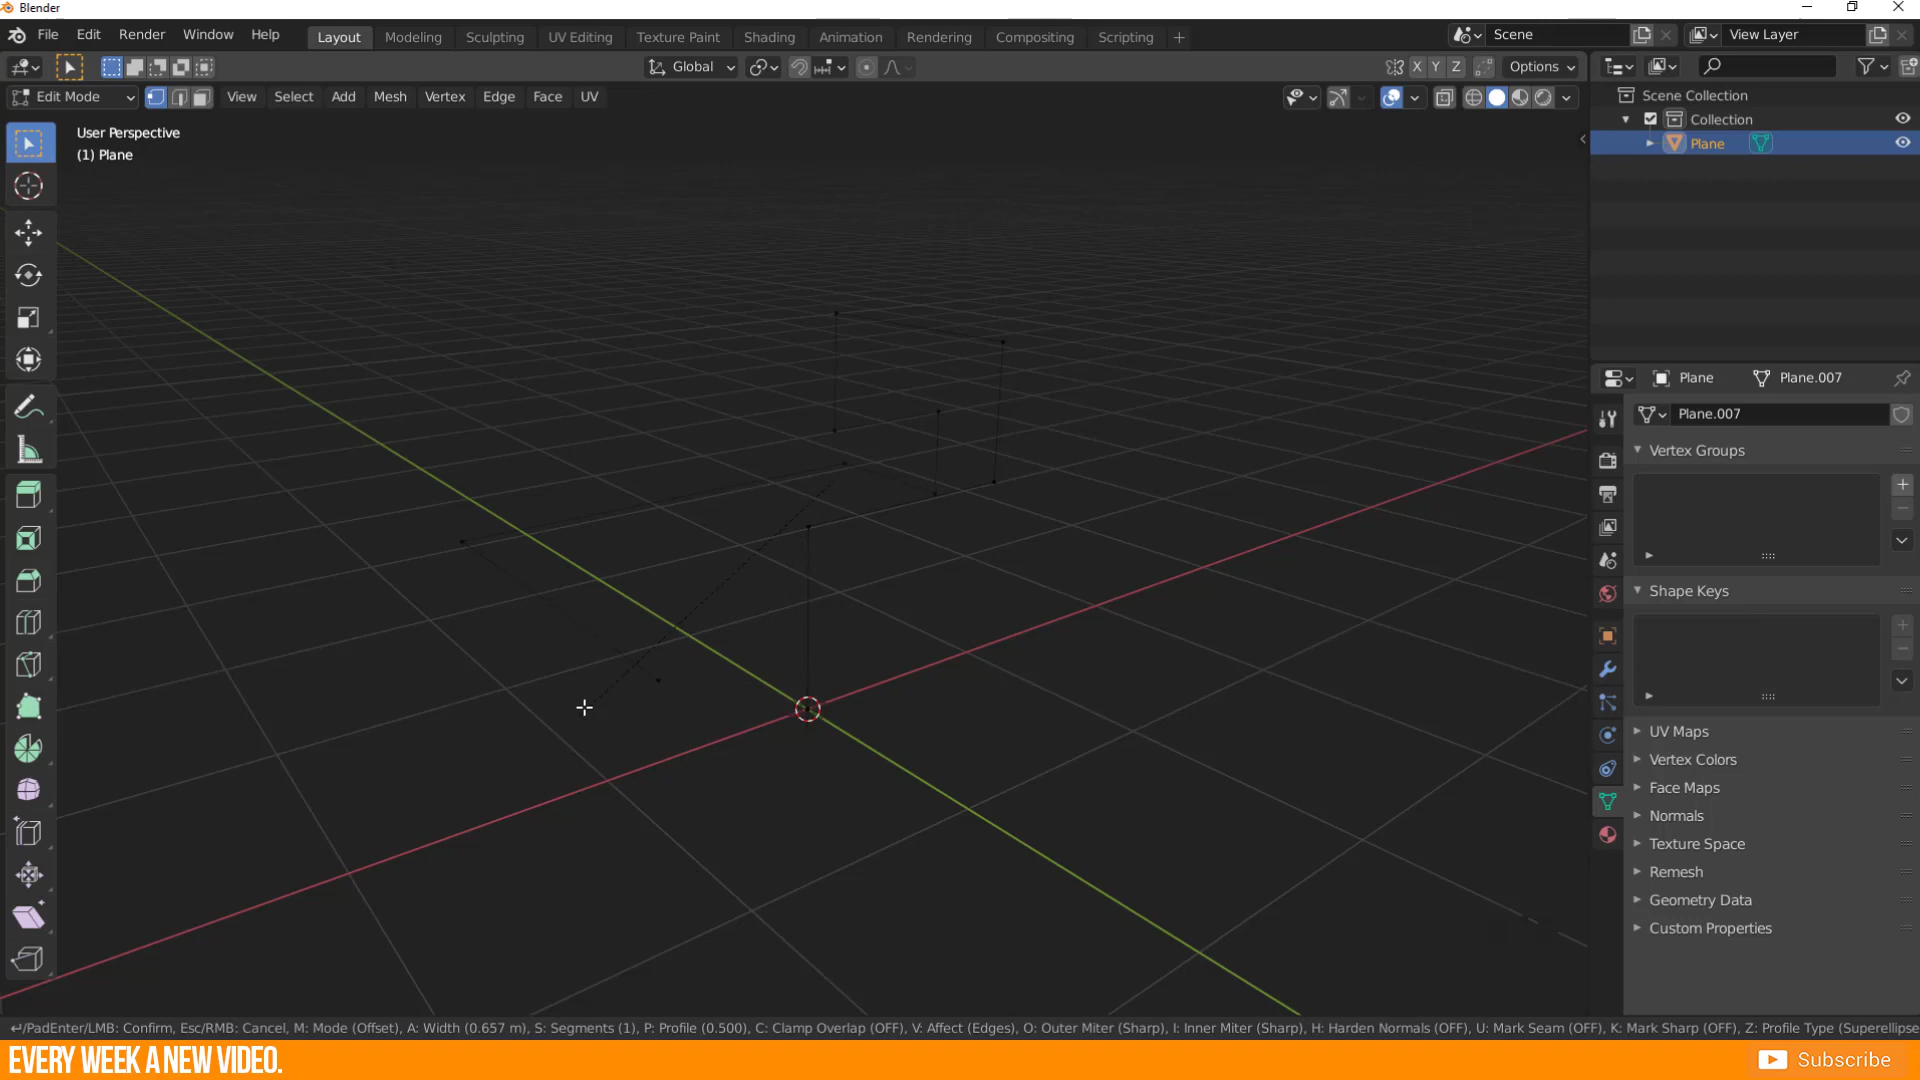 Blender
File Edit Render Window Help Layout Modeling Sculpting UV Editing Texture Paint Shading Animation Rendering Compositing Scripting + Scene View Layer
Global X Y Z Options
Edit Mode View Select Add Mesh Vertex Edge Face UV
User Perspective
(1) Plane
Scene Collection
Collection
Plane
Plane Plane.007
Plane.007
Vertex Groups
Shape Keys
UV Maps
Vertex Colors
Face Maps
Normals
Texture Space
Remesh
Geometry Data
Custom Properties
↵/PadEnter/LMB: Confirm, Esc/RMB: Cancel, M: Mode (Offset), A: Width (0.657 m), S: Segments (1), P: Profile (0.500), C: Clamp Overlap (OFF), V: Affect (Edges), O: Outer Miter (Sharp), I: Inner Miter (Sharp), H: Harden Normals (OFF), U: Mark Seam (OFF), K: Mark Sharp (OFF), Z: Profile Type (Superellipse
EVERY WEEK A NEW VIDEO.
Subscribe